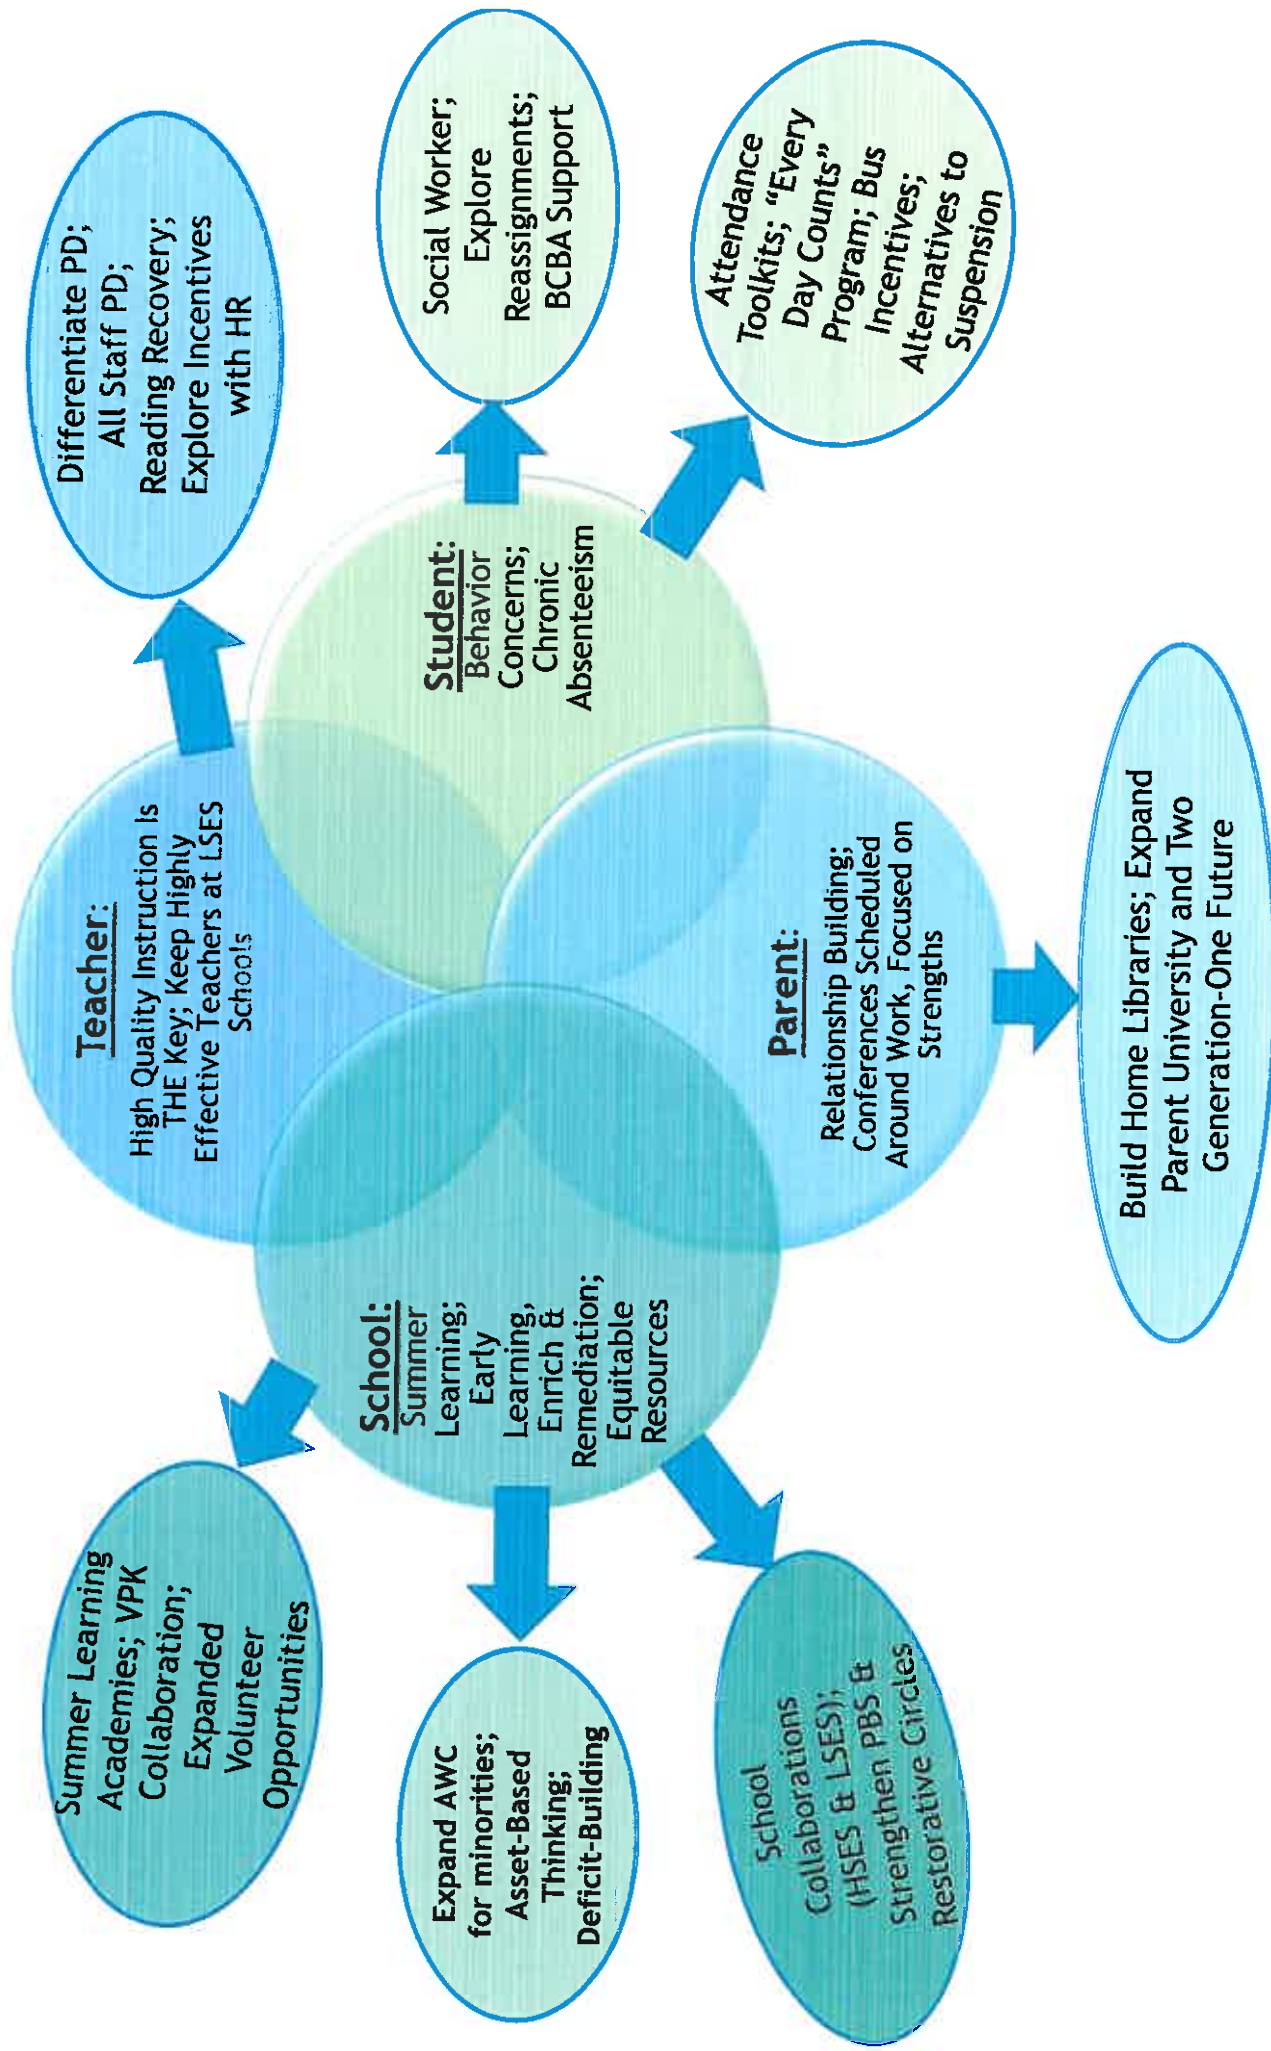 Teacher:
High Quality Instruction Is
THE Key; Keep Highly
Effective Teachers at LSES
Schools
Differentiate PD;
All Staff PD;
Reading Recovery;
Explore Incentives
with HR
Student:
Behavior
Concerns;
Chronic
Absenteeism
Social Worker;
Explore
Reassignments;
BCBA Support
Attendance
Toolkits; “Every
Day Counts”
Program; Bus
Incentives;
Alternatives to
Suspension
Parent:
Relationship Building;
Conferences Scheduled
Around Work, Focused on
Strengths
Build Home Libraries; Expand
Parent University and Two
Generation-One Future
School:
Summer
Learning;
Early
Learning,
Enrich &
Remediation;
Equitable
Resources
School
Collaborations
(HSES & LSES);
Strengthen PBS &
Restorative Circles
Expand AWC
for minorities;
Asset-Based
Thinking;
Deficit-Building
Summer Learning
Academies; VPK
Collaboration;
Expanded
Volunteer
Opportunities